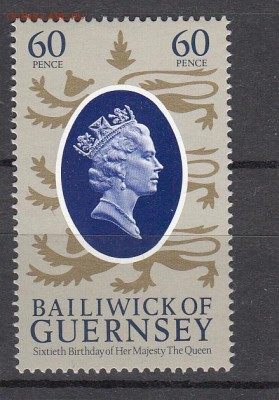 60 60
PENCE PENCE
BAILIWICK OF
GUERNSEY
Sixtieth Birthday of Her Majesty The Queen